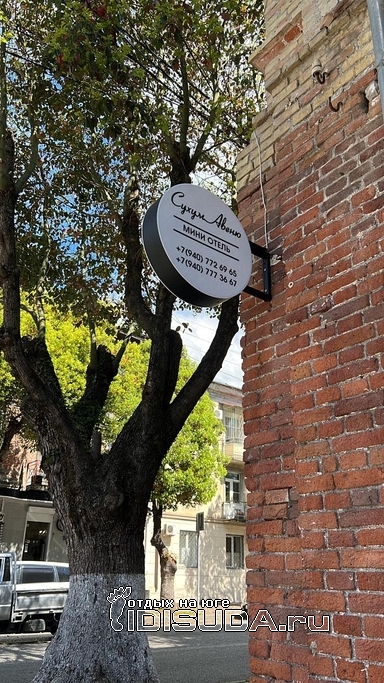 Сухум Авеню
МИНИ ОТЕЛЬ
+7(940) 772 69 65
+7(940) 777 36 67
ОТДЫХ НА ЮГЕ
IDISUDA.ru